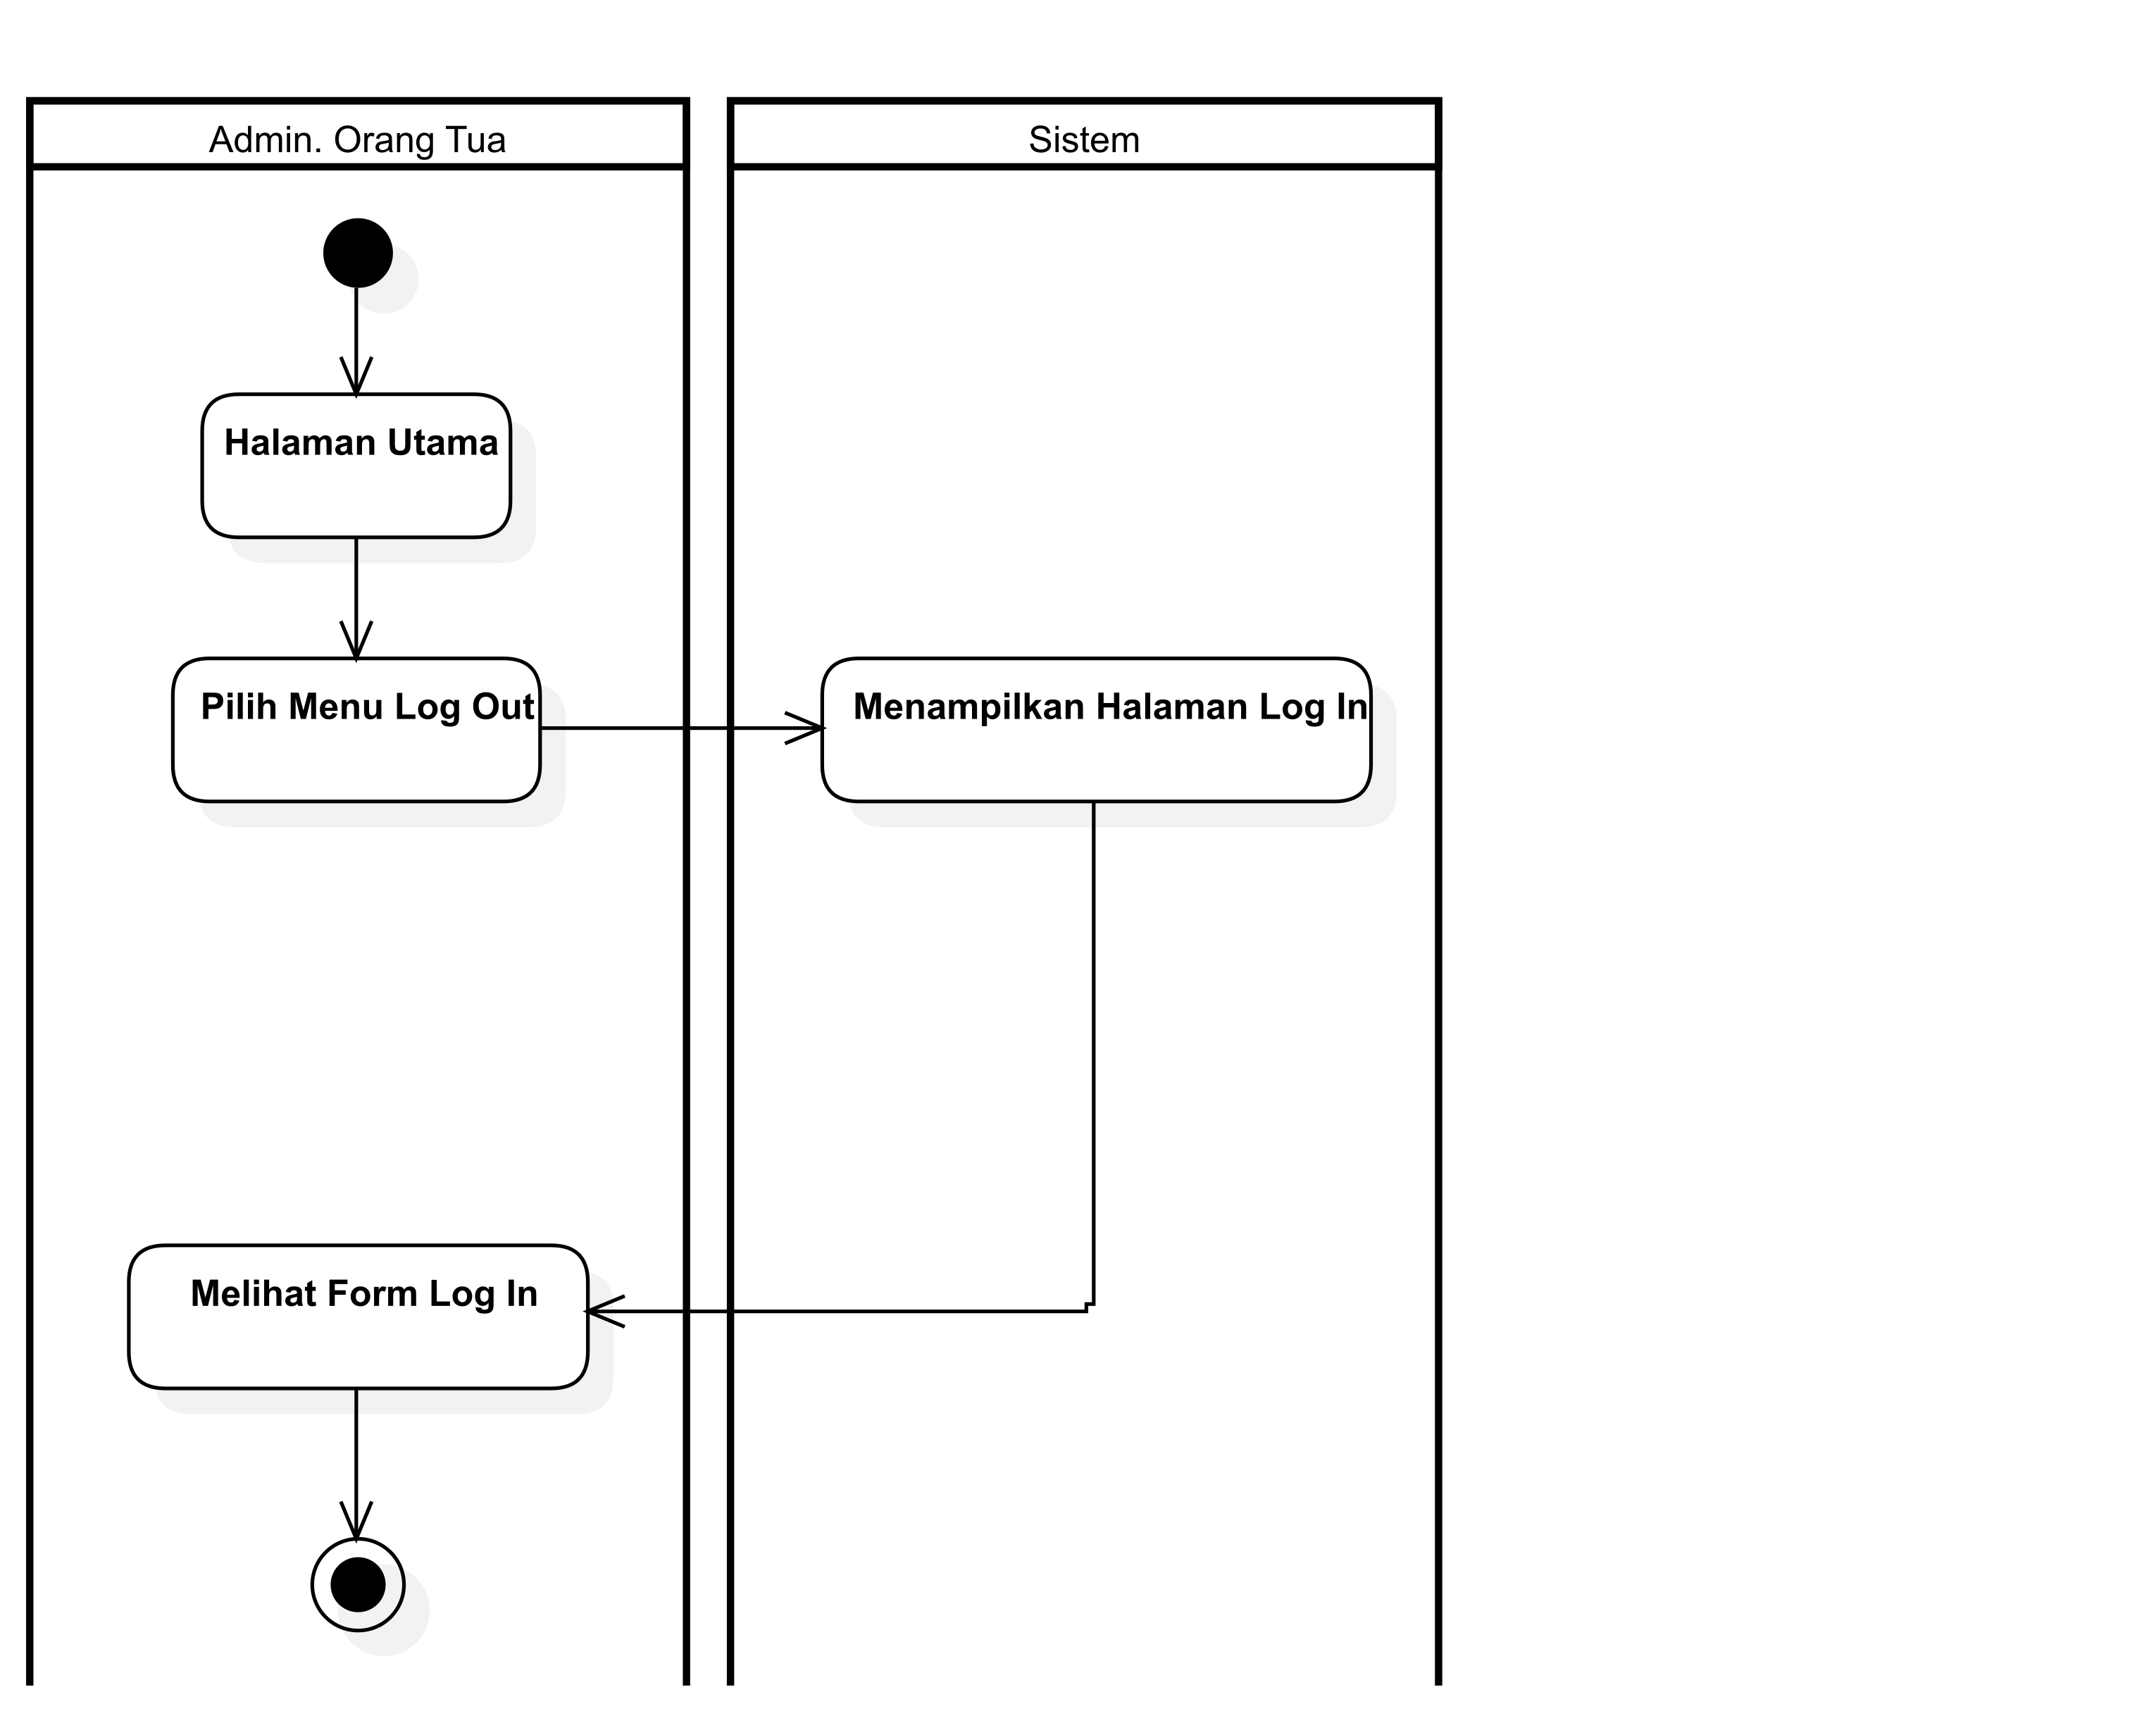 Admin. Orang Tua
Sistem
Halaman Utama
Pilih Menu Log Out
Menampilkan Halaman Log In
Melihat Form Log In